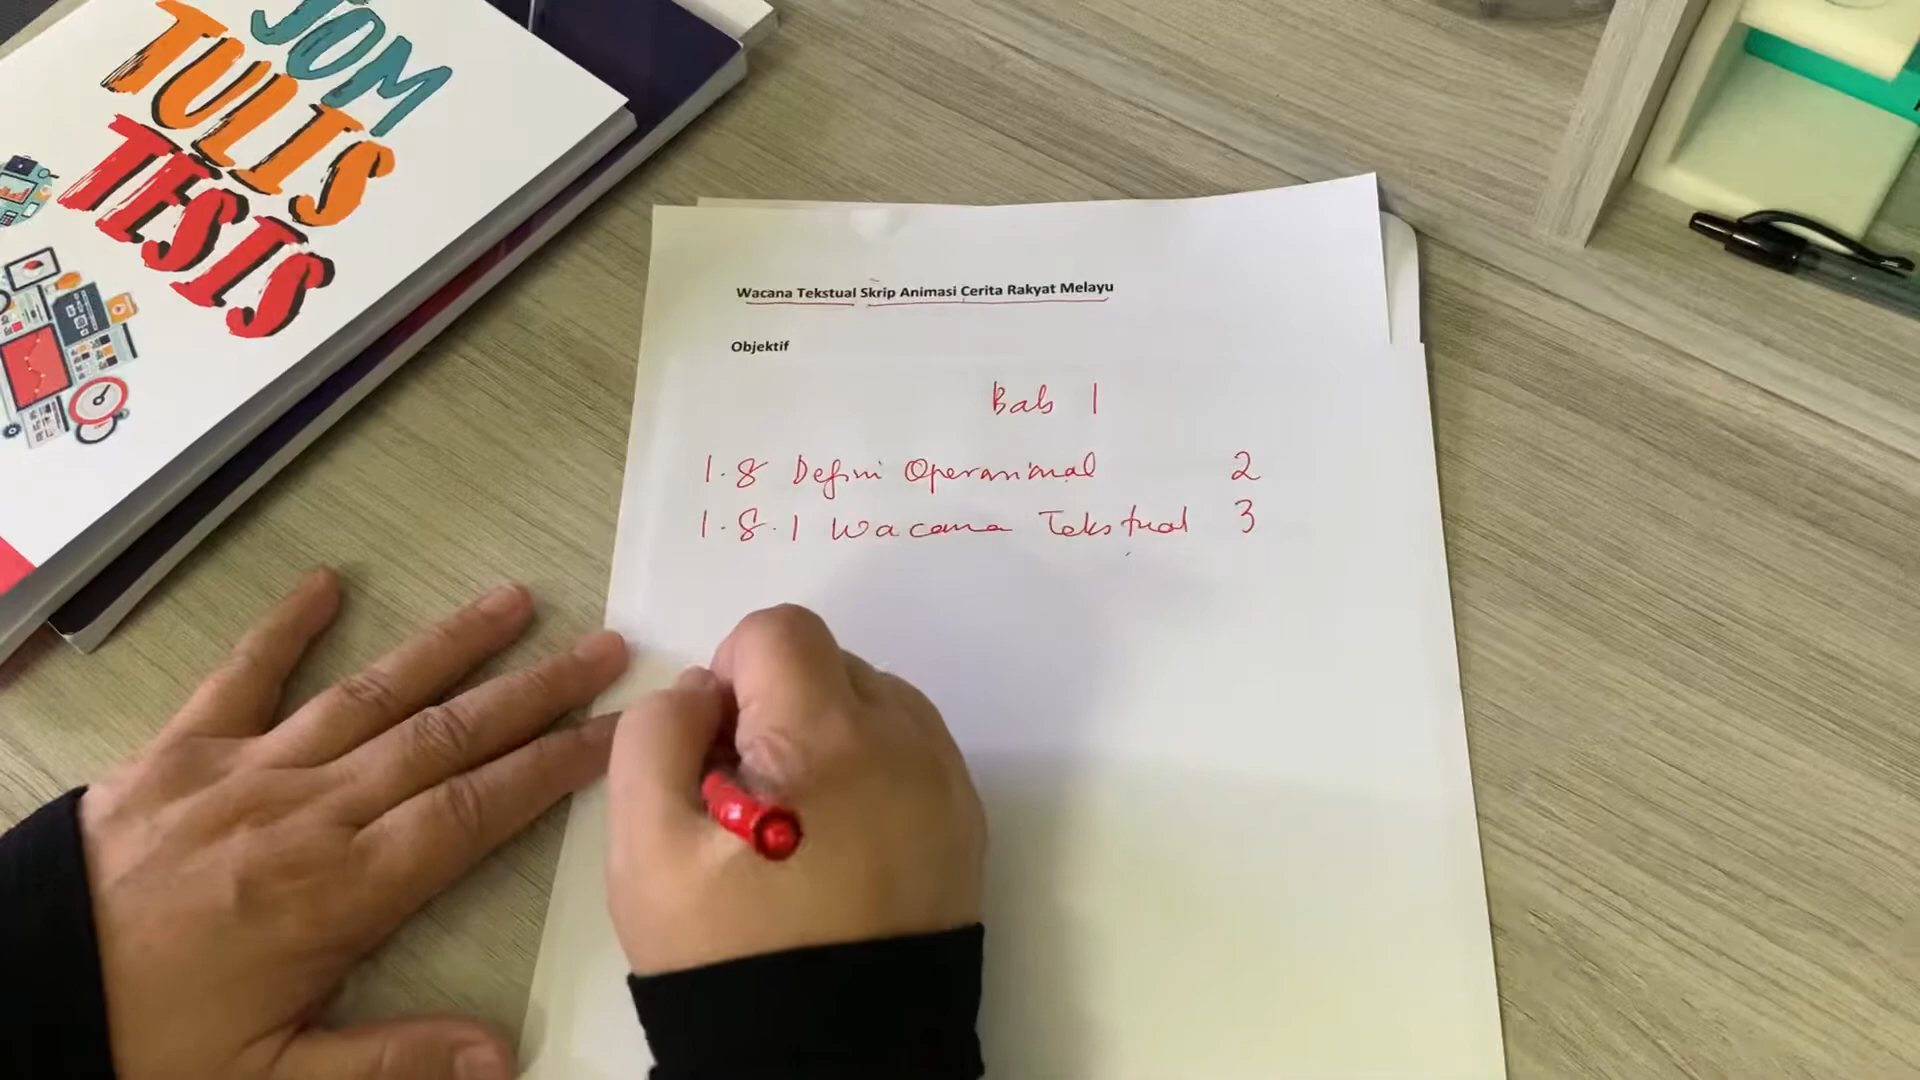 JOM
TULIS
TESIS
Wacana Tekstual Skrip Animasi Cerita Rakyat Melayu
Objektif
Bab 1
1.8 Defini Operasional 2
1.8.1 Wacana Tekstual 3